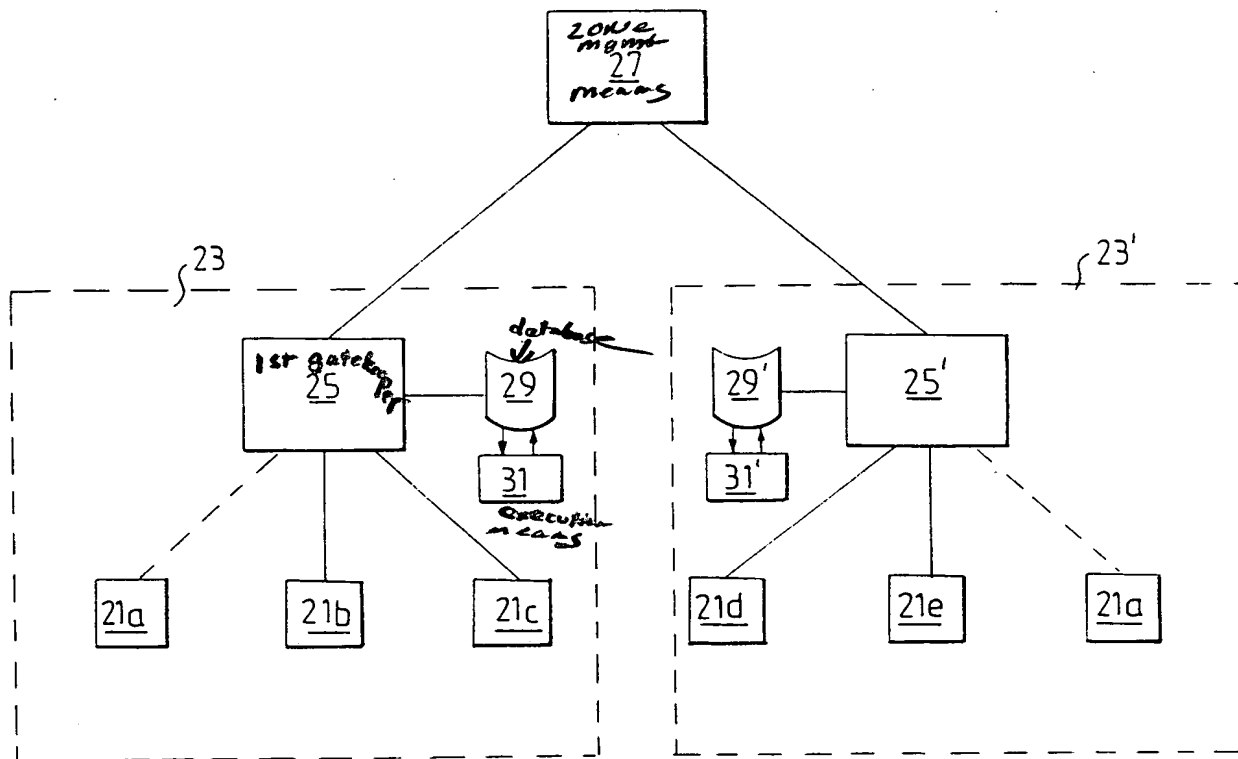 zone
mgmt
27
means
23
23'
database
1st gatekeeper
25
29
29'
25'
31
31'
execution
means
21a
21b
21c
21d
21e
21a